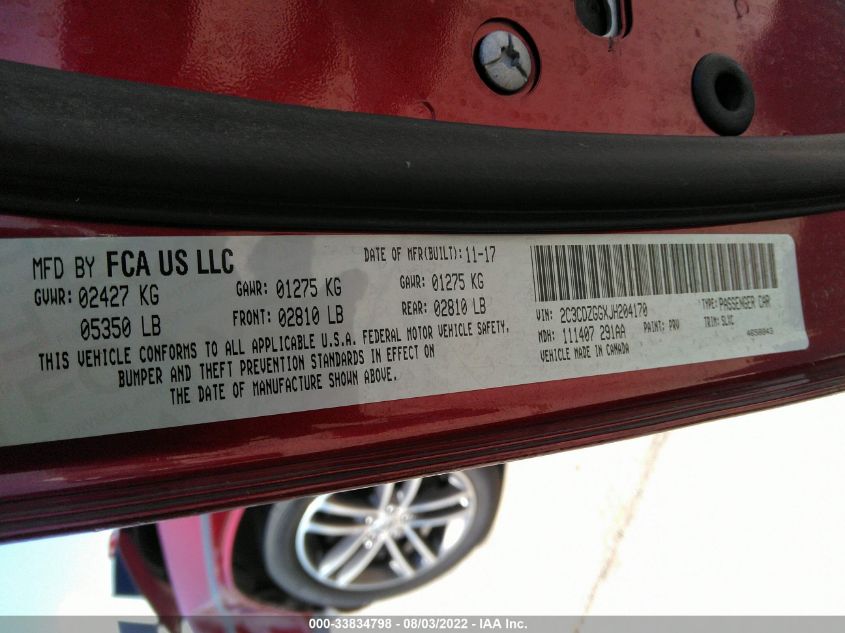 MFD BY FCA US LLC
DATE OF MFR(BUILT): 11-17
GVWR: 02427 KG
GAWR: 01275 KG
GAWR: 01275 KG
05350 LB
FRONT: 02810 LB
REAR: 02810 LB
THIS VEHICLE CONFORMS TO ALL APPLICABLE U.S.A. FEDERAL MOTOR VEHICLE SAFETY,
BUMPER AND THEFT PREVENTION STANDARDS IN EFFECT ON
THE DATE OF MANUFACTURE SHOWN ABOVE.
VIN: 2C3CDZGGXJH204170
TYPE: PASSENGER CAR
MDH: 111407 291AA
PAINT: PRV
TRIM: SLXC
VEHICLE MADE IN CANADA
4650843
000-33834798 - 08/03/2022 - IAA Inc.